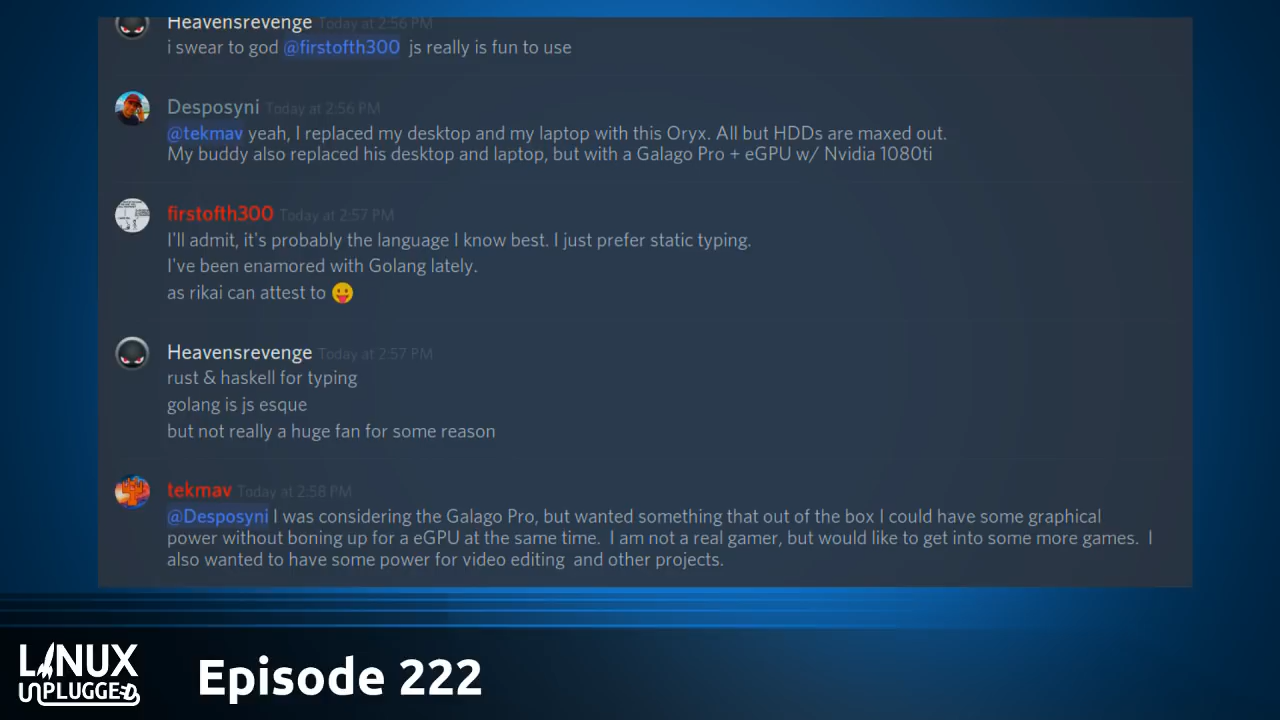 Heavensrevenge Today at 2:56 PM
i swear to god @firstofth300 js really is fun to use
Desposyni Today at 2:56 PM
@tekmav yeah, I replaced my desktop and my laptop with this Oryx. All but HDDs are maxed out.
My buddy also replaced his desktop and laptop, but with a Galago Pro + eGPU w/ Nvidia 1080ti
firstofth300 Today at 2:57 PM
I'll admit, it's probably the language I know best. I just prefer static typing.
I've been enamored with Golang lately.
as rikai can attest to 😛
Heavensrevenge Today at 2:57 PM
rust & haskell for typing
golang is js esque
but not really a huge fan for some reason
tekmav Today at 2:58 PM
@Desposyni I was considering the Galago Pro, but wanted something that out of the box I could have some graphical
power without boning up for a eGPU at the same time.  I am not a real gamer, but would like to get into some more games.  I
also wanted to have some power for video editing  and other projects.
LINUX
UNPLUGGED
Episode 222